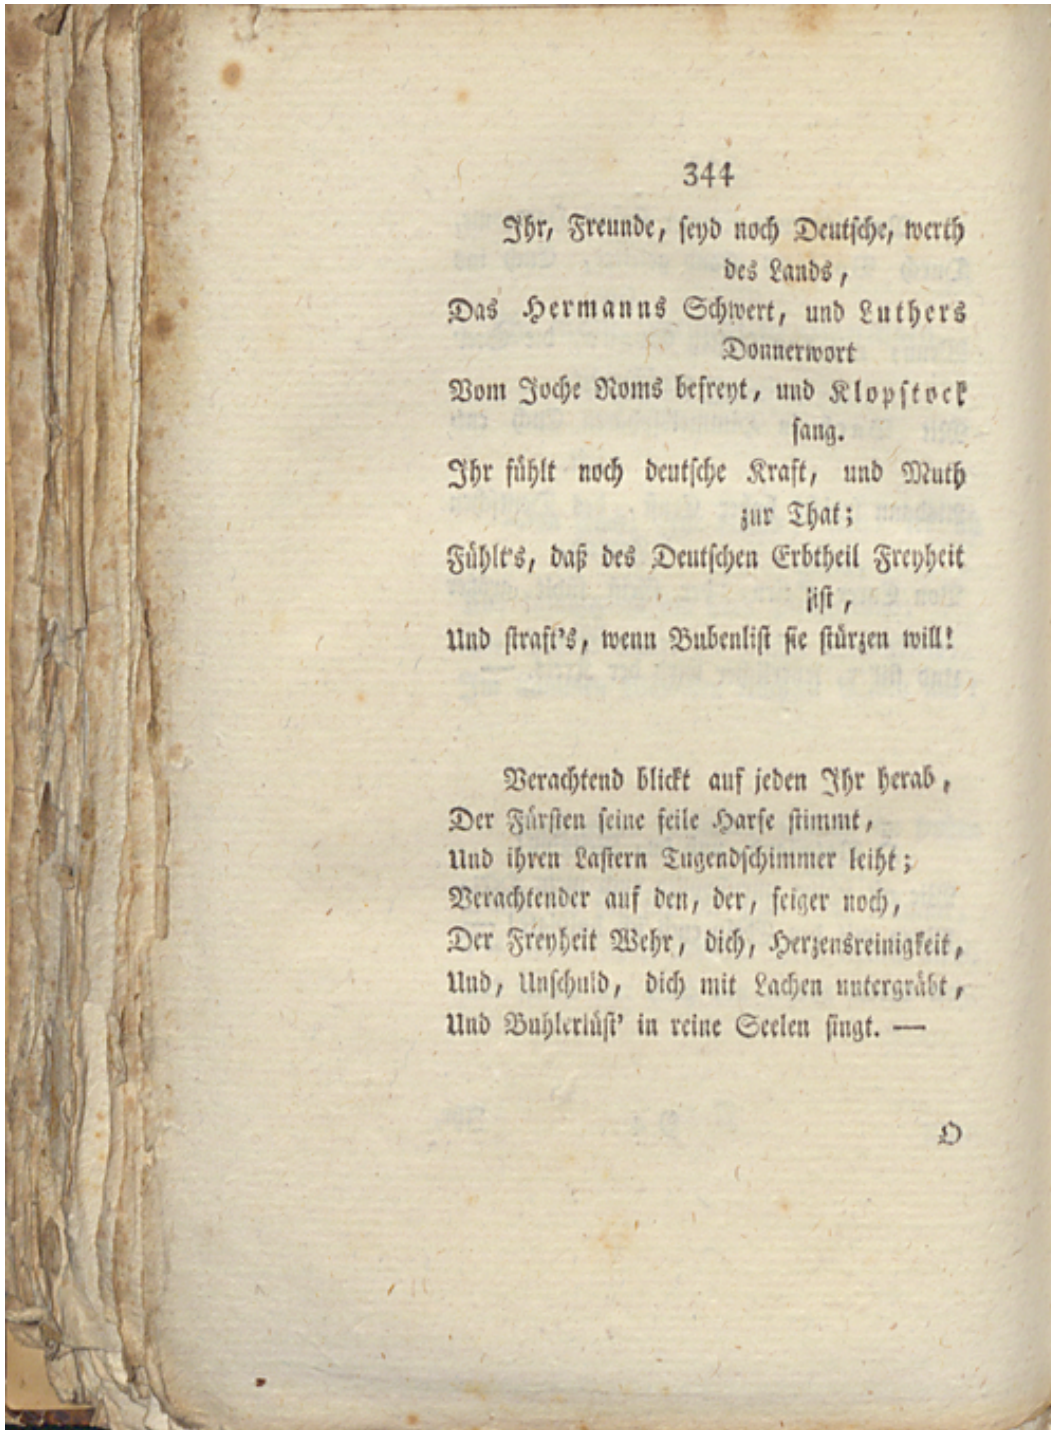 344
Ihr, Freunde, seyd noch Deutsche, werth
des Lands,
Das Hermanns Schwert, und Luthers
Donnerwort
Vom Joche Roms befreyt, und Klopstock
sang.
Ihr fühlt noch deutsche Kraft, und Muth
zur That;
Fühlt's, daß des Deutschen Erbtheil Freyheit
ist,
Und straft's, wenn Bubenlist sie stürzen will!
Verachtend blickt auf jeden Ihr herab,
Der Fürsten seine feile Harfe stimmt,
Und ihren Lastern Tugendschimmer leiht;
Verachtender auf den, der, feiger noch,
Der Freyheit Wehr, dich, Herzensreinigkeit,
Und, Unschuld, dich mit Lachen untergräbt,
Und Buhlerlüst' in reine Seelen singt. —
O